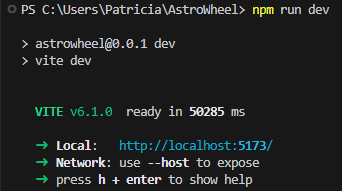 PS C:\Users\Patricia\AstroWheel> npm run dev
> astrowheel@0.0.1 dev
> vite dev
VITE v6.1.0 ready in 50285 ms
➜ Local: http://localhost:5173/
➜ Network: use --host to expose
➜ press h + enter to show help